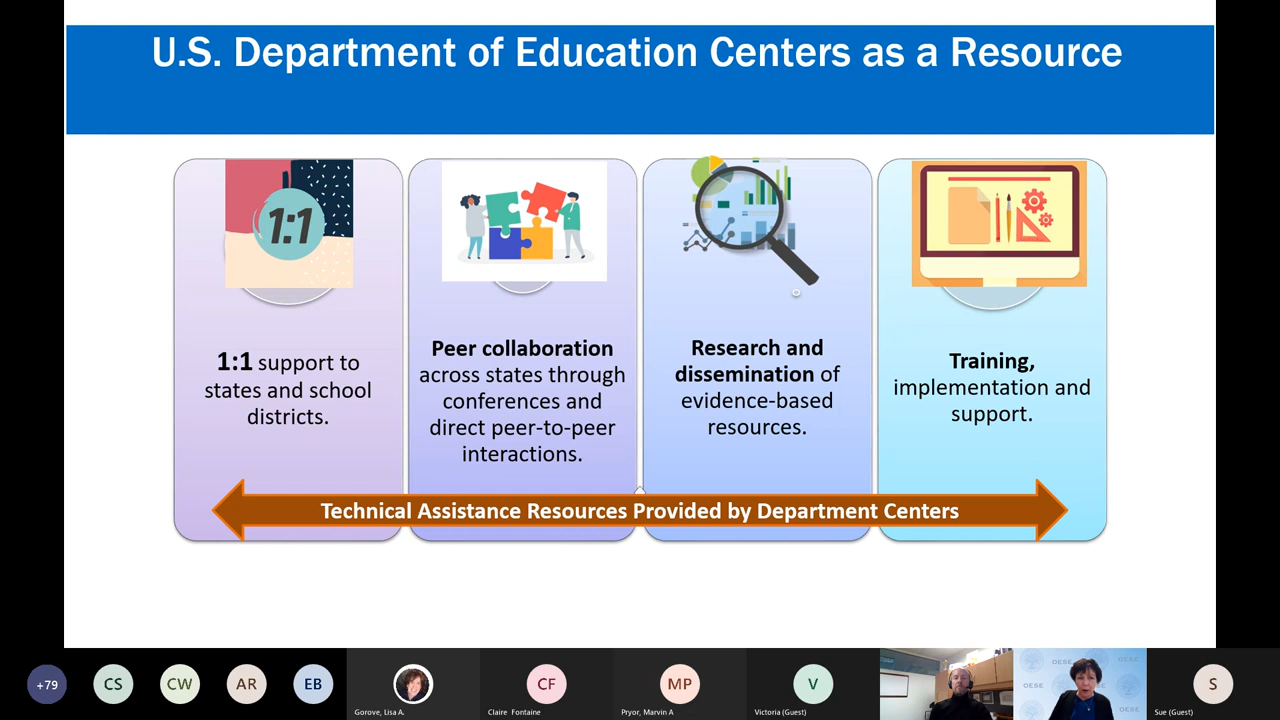 U.S. Department of Education Centers as a Resource
1:1
1:1 support to
states and school
districts.
Peer collaboration
across states through
conferences and
direct peer-to-peer
interactions.
Research and
dissemination of
evidence-based
resources.
Training,
implementation and
support.
Technical Assistance Resources Provided by Department Centers
+79
CS
CW
AR
EB
Gorove, Lisa A.
CF
Claire Fontaine
MP
Pryor, Marvin A
V
Victoria (Guest)
OESE
OESE
OESE
S
Sue (Guest)